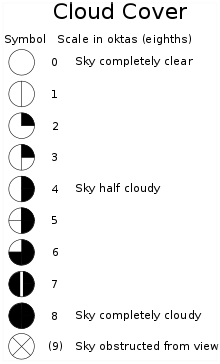 Cloud Cover
Symbol Scale in oktas (eighths)
0 Sky completely clear
1
2
3
4 Sky half cloudy
5
6
7
8 Sky completely cloudy
(9) Sky obstructed from view